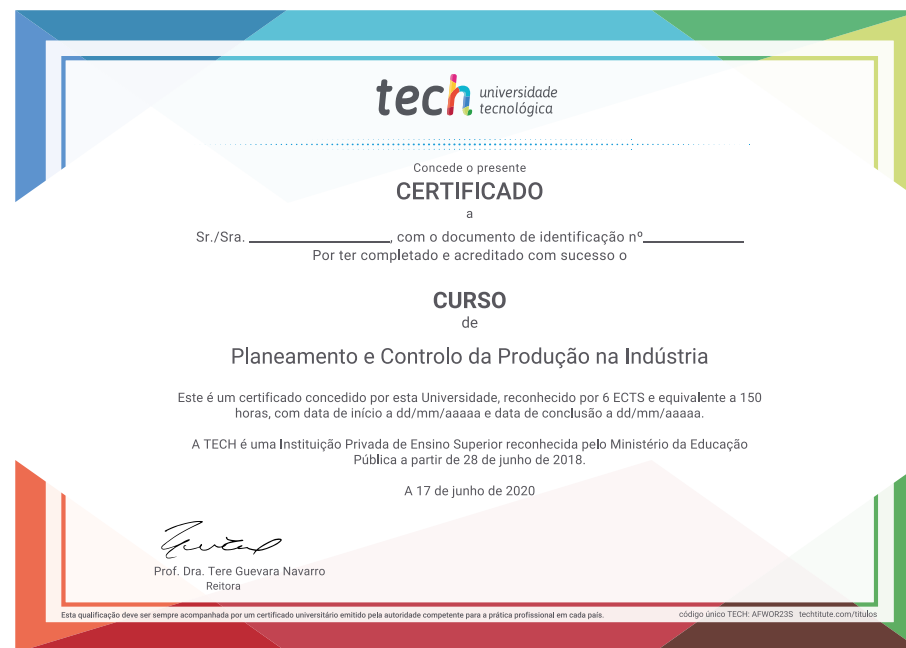 tech universidade
tecnológica
Concede o presente
CERTIFICADO
a
Sr./Sra. , com o documento de identificação nº
Por ter completado e acreditado com sucesso o
CURSO
de
Planeamento e Controlo da Produção na Indústria
Este é um certificado concedido por esta Universidade, reconhecido por 6 ECTS e equivalente a 150
horas, com data de início a dd/mm/aaaaa e data de conclusão a dd/mm/aaaaa.
A TECH é uma Instituição Privada de Ensino Superior reconhecida pelo Ministério da Educação
Pública a partir de 28 de junho de 2018.
A 17 de junho de 2020
Prof. Dra. Tere Guevara Navarro
Reitora
Esta qualificação deve ser sempre acompanhada por um certificado universitário emitido pela autoridade competente para a prática profissional em cada país. código único TECH: AFWOR23S techtitute.com/titulos